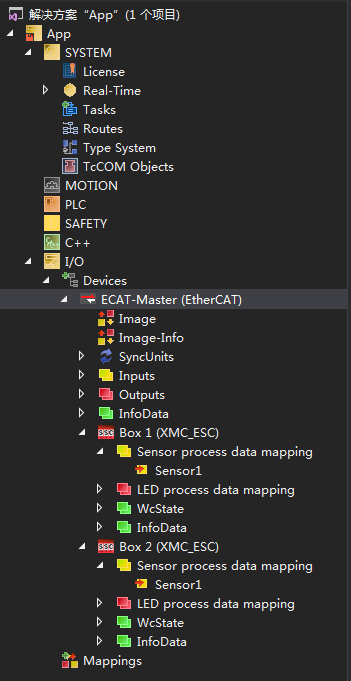 解决方案“App”(1 个项目)
App
SYSTEM
License
Real-Time
Tasks
Routes
Type System
TcCOM Objects
MOTION
PLC
SAFETY
C++
I/O
Devices
ECAT-Master (EtherCAT)
Image
Image-Info
SyncUnits
Inputs
Outputs
InfoData
Box 1 (XMC_ESC)
Sensor process data mapping
Sensor1
LED process data mapping
WcState
InfoData
Box 2 (XMC_ESC)
Sensor process data mapping
Sensor1
LED process data mapping
WcState
InfoData
Mappings